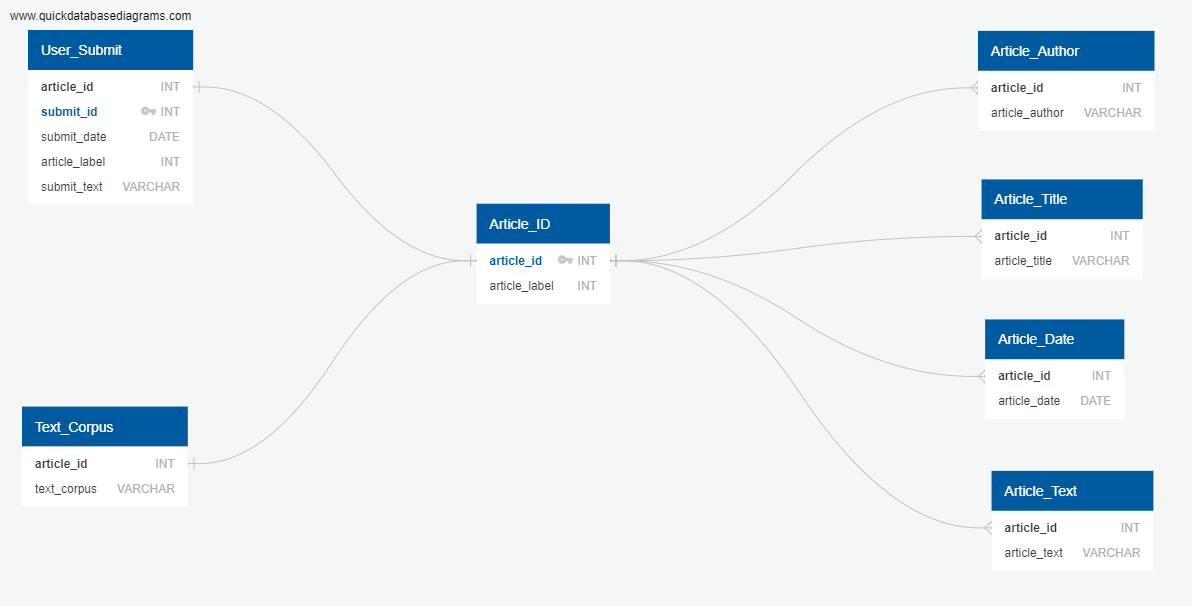 www.quickdatabasediagrams.com
User_Submit
article_id INT
submit_id INT
submit_date DATE
article_label INT
submit_text VARCHAR
Text_Corpus
article_id INT
text_corpus VARCHAR
Article_ID
article_id INT
article_label INT
Article_Author
article_id INT
article_author VARCHAR
Article_Title
article_id INT
article_title VARCHAR
Article_Date
article_id INT
article_date DATE
Article_Text
article_id INT
article_text VARCHAR